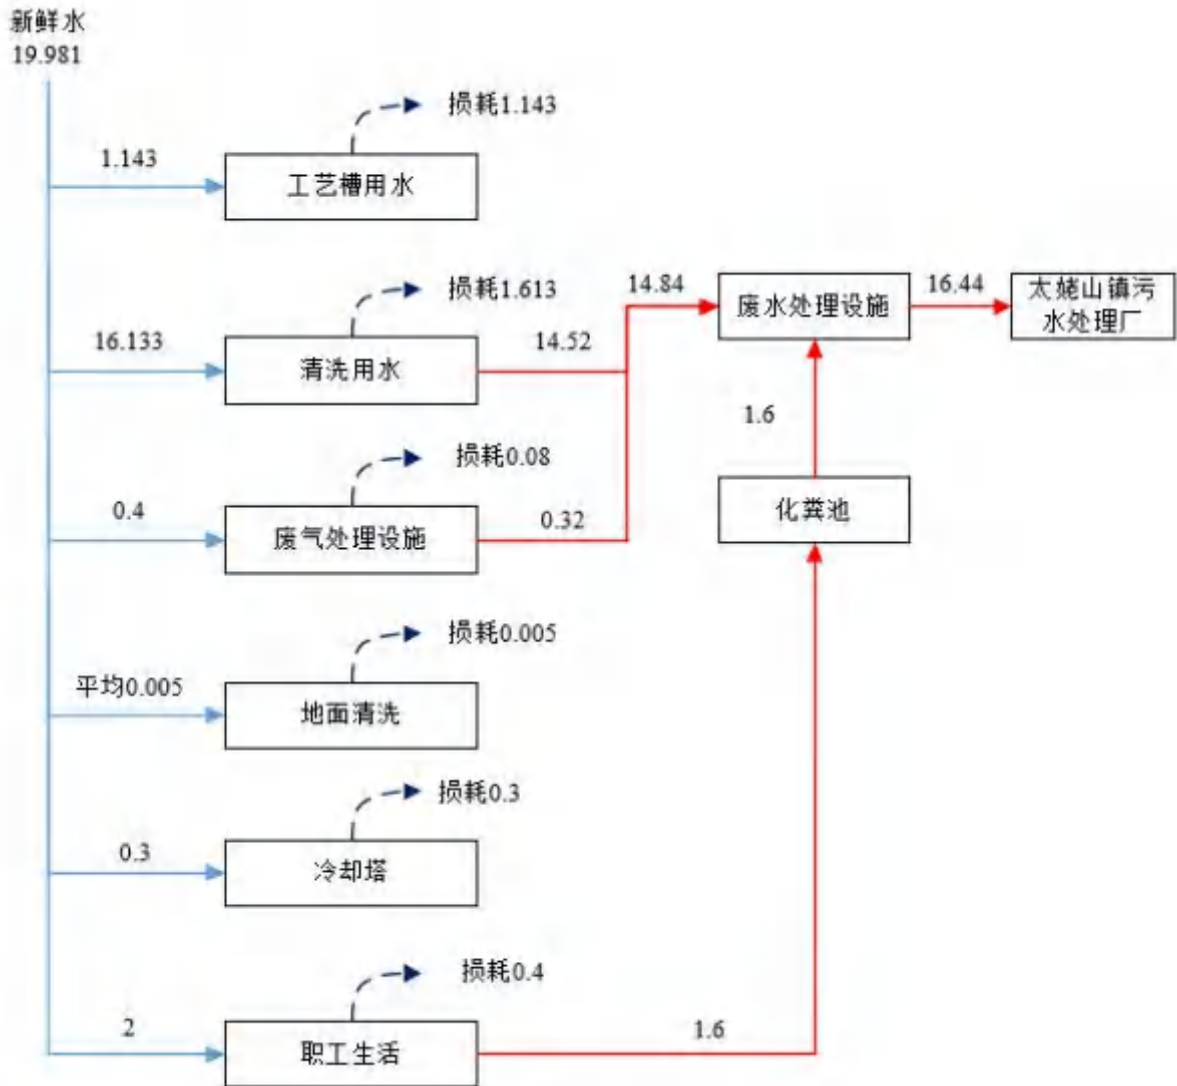 新鲜水
19.981
损耗1.143
1.143
工艺槽用水
损耗1.613
14.84
16.44
16.133
清洗用水
14.52
废水处理设施
太姥山镇污
水处理厂
1.6
损耗0.08
0.4
废气处理设施
0.32
化粪池
损耗0.005
平均0.005
地面清洗
损耗0.3
0.3
冷却塔
损耗0.4
2
职工生活
1.6